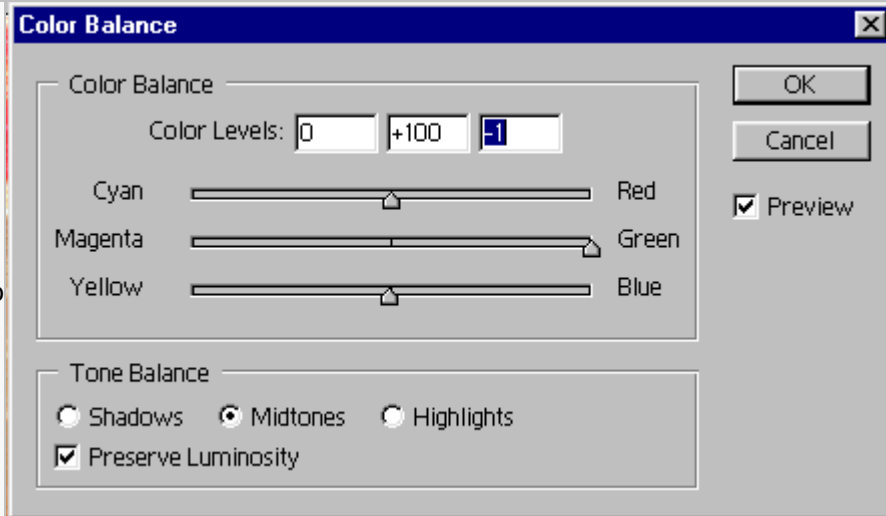 Color Balance
Color Balance
OK
Color Levels: 0 +100 -1
Cancel
Cyan Red
Preview
Magenta Green
Yellow Blue
Tone Balance
Shadows Midtones Highlights
Preserve Luminosity